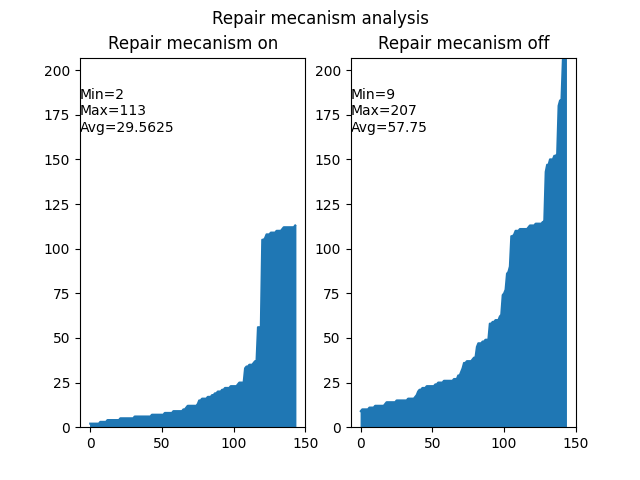 Repair mecanism analysis
Repair mecanism on
Repair mecanism off
200
175
150
125
100
75
50
25
0
Min=2
Max=113
Avg=29.5625
0
50
100
150
200
175
150
125
100
75
50
25
0
Min=9
Max=207
Avg=57.75
0
50
100
150